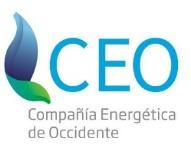 CEO
Compañía Energética
de Occidente